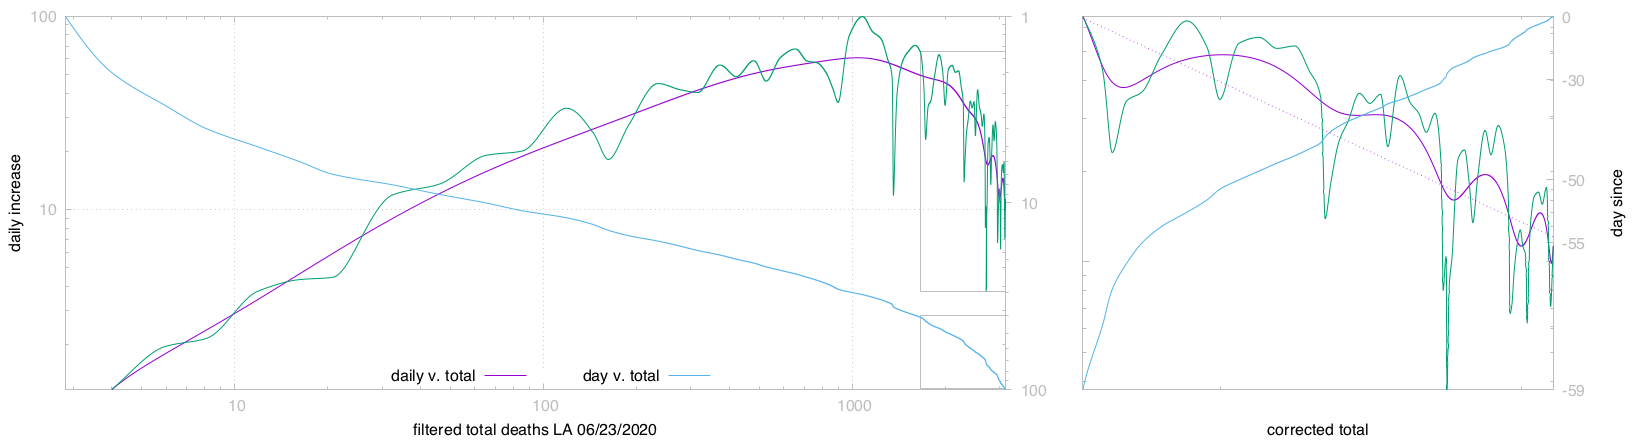 100
10
daily increase
10
100
1000
filtered total deaths LA 06/23/2020
daily v. total
day v. total
1
10
100
0
-30
-50
-55
-59
day since
corrected total